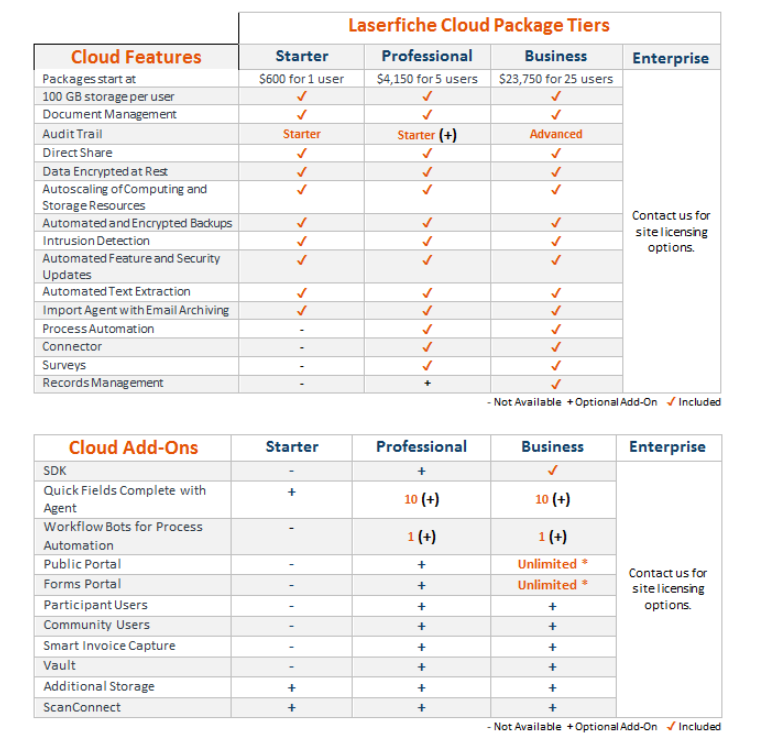 Laserfiche Cloud Package Tiers
Cloud Features Starter Professional Business Enterprise
Packages start at $600 for 1 user $4,150 for 5 users $23,750 for 25 users
100 GB storage per user ✓ ✓ ✓
Document Management ✓ ✓ ✓
Audit Trail Starter Starter (+) Advanced
Direct Share ✓ ✓ ✓
Data Encrypted at Rest ✓ ✓ ✓
Autoscaling of Computing and ✓ ✓ ✓
Storage Resources
Automated and Encrypted Backups ✓ ✓ ✓
Contact us for
site licensing
options.
Intrusion Detection ✓ ✓ ✓
Automated Feature and Security ✓ ✓ ✓
Updates
Automated Text Extraction ✓ ✓ ✓
Import Agent with Email Archiving ✓ ✓ ✓
Process Automation - ✓ ✓
Connector - ✓ ✓
Surveys - ✓ ✓
Records Management - + ✓
- Not Available + Optional Add-On ✓ Included
Cloud Add-Ons Starter Professional Business Enterprise
SDK - + ✓
Quick Fields Complete with + 10 (+) 10 (+)
Agent
Workflow Bots for Process - 1 (+) 1 (+)
Automation
Public Portal - + Unlimited *
Forms Portal - + Unlimited *
Contact us for
site licensing
options.
Participant Users - + +
Community Users - + +
Smart Invoice Capture - + +
Vault - + +
Additional Storage + + +
ScanConnect + + +
- Not Available + Optional Add-On ✓ Included